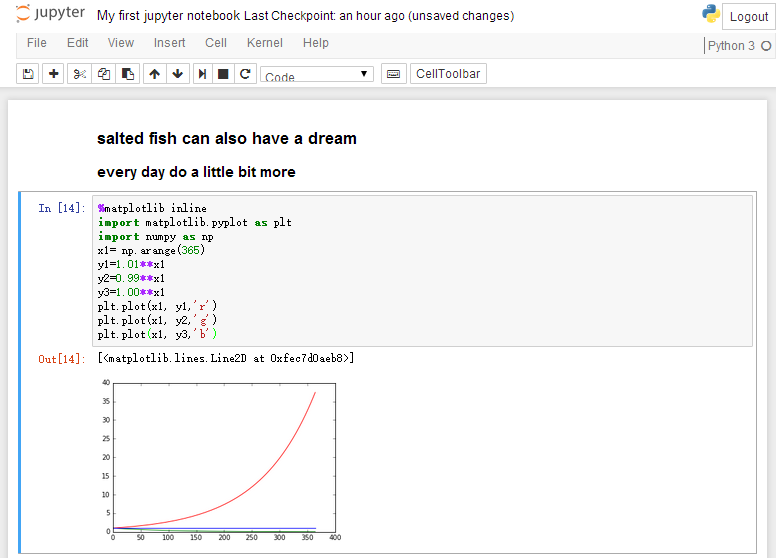 jupyter My first jupyter notebook Last Checkpoint: an hour ago (unsaved changes) Logout
File Edit View Insert Cell Kernel Help Python 3
Code CellToolbar
salted fish can also have a dream
every day do a little bit more
In [14]: %matplotlib inline
import matplotlib.pyplot as plt
import numpy as np
x1= np.arange(365)
y1=1.01**x1
y2=0.99**x1
y3=1.00**x1
plt.plot(x1, y1,'r')
plt.plot(x1, y2,'g')
plt.plot(x1, y3,'b')
Out[14]: [<matplotlib.lines.Line2D at 0xfec7d0aeb8>]
40
35
30
25
20
15
10
5
0
0 50 100 150 200 250 300 350 400